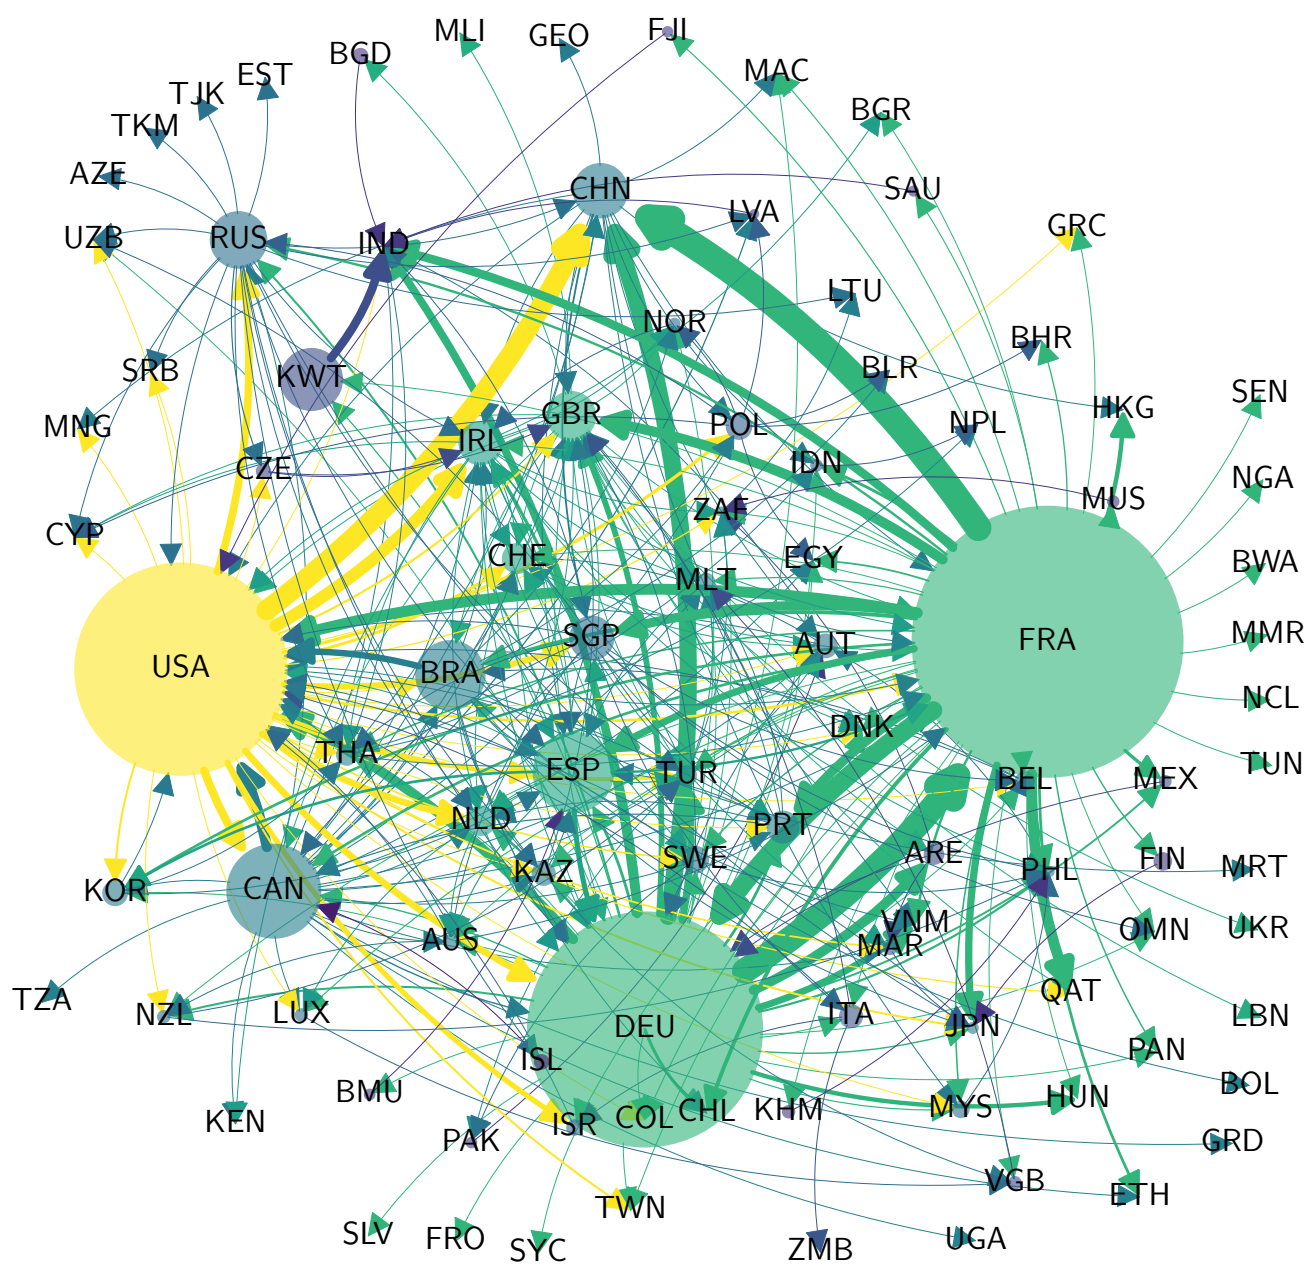 MLI
GEO
FJI
BGD
MAC
EST
TJK
BGR
TKM
AZE
CHN
SAU
LVA
GRC
UZB
RUS
IND
LTU
NOR
BHR
SRB
KWT
BLR
SEN
HKG
MNG
GBR
POL
NPL
IRL
CZE
IDN
NGA
MUS
CYP
ZAF
CHE
EGY
BWA
MLT
SGP
AUT
FRA
MMR
USA
BRA
NCL
DNK
THA
ESP
TUR
BEL
MEX
TUN
NLD
PRT
SWE
ARE
FIN
KAZ
PHL
MRT
KOR
CAN
VNM
OMN
UKR
AUS
MAR
QAT
TZA
NZL
LUX
DEU
ITA
JPN
LBN
ISL
PAN
BMU
BOL
KEN
ISR
COL
CHL
KHM
MYS
HUN
PAK
GRD
VGB
ETH
TWN
SLV
FRO
SYC
ZMB
UGA